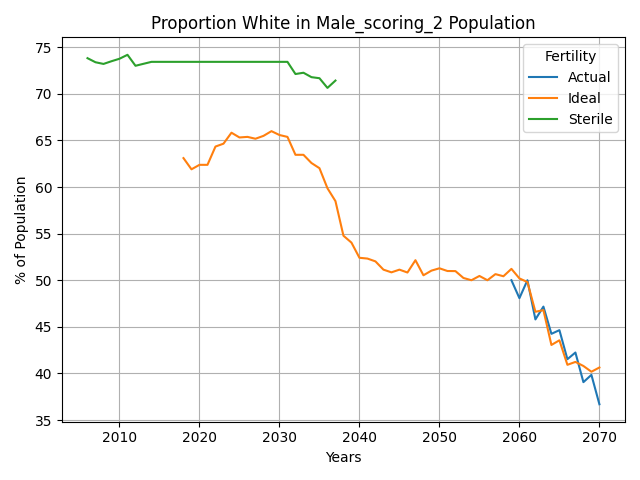 Proportion White in Male_scoring_2 Population
% of Population
75
70
65
60
55
50
45
40
35
Fertility
Actual
Ideal
Sterile
2010 2020 2030 2040 2050 2060 2070
Years